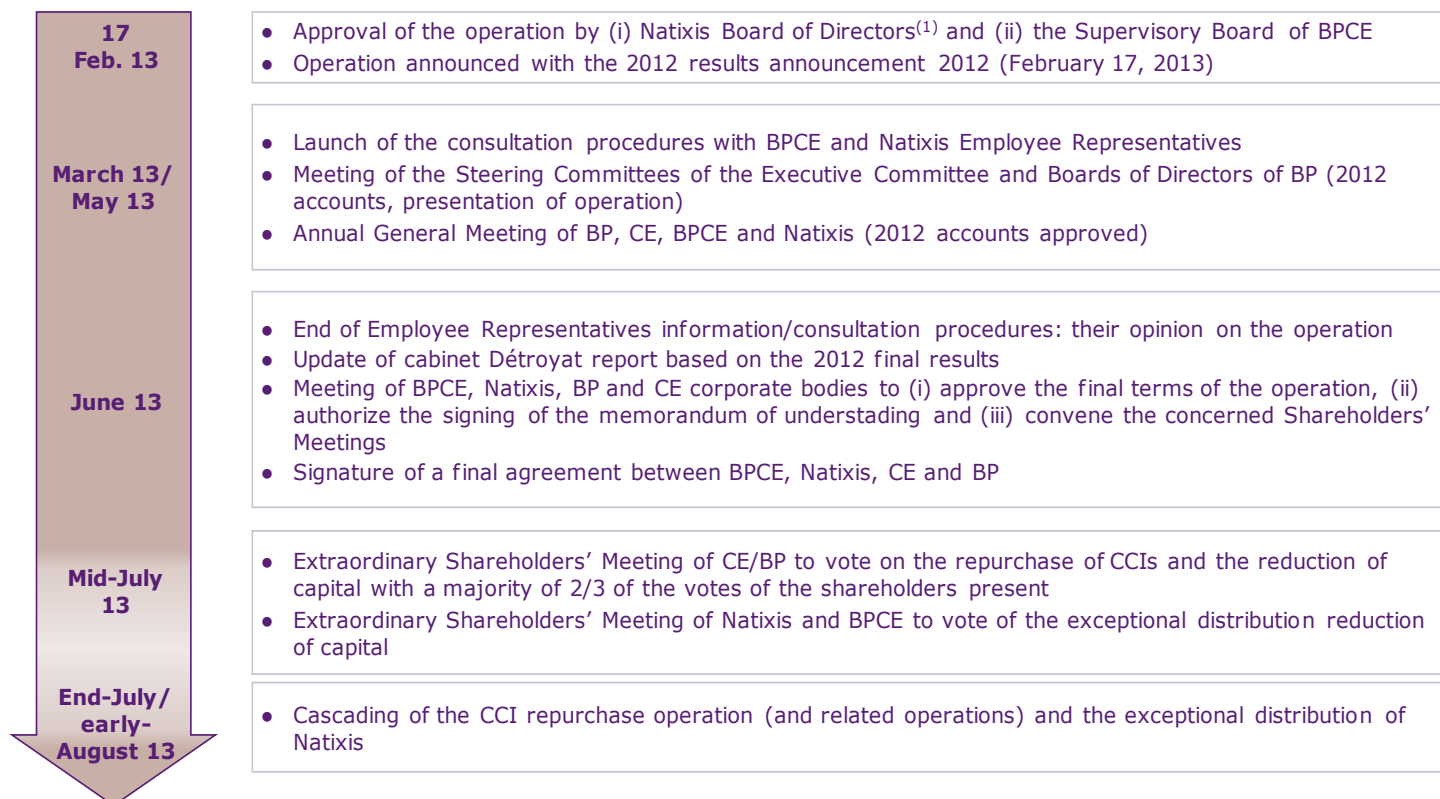 17
Feb. 13
● Approval of the operation by (i) Natixis Board of Directors(1) and (ii) the Supervisory Board of BPCE
● Operation announced with the 2012 results announcement 2012 (February 17, 2013)
March 13/
May 13
● Launch of the consultation procedures with BPCE and Natixis Employee Representatives
● Meeting of the Steering Committees of the Executive Committee and Boards of Directors of BP (2012
accounts, presentation of operation)
● Annual General Meeting of BP, CE, BPCE and Natixis (2012 accounts approved)
June 13
● End of Employee Representatives information/consultation procedures: their opinion on the operation
● Update of cabinet Détroyat report based on the 2012 final results
● Meeting of BPCE, Natixis, BP and CE corporate bodies to (i) approve the final terms of the operation, (ii)
authorize the signing of the memorandum of understading and (iii) convene the concerned Shareholders’
Meetings
● Signature of a final agreement between BPCE, Natixis, CE and BP
Mid-July
13
● Extraordinary Shareholders’ Meeting of CE/BP to vote on the repurchase of CCIs and the reduction of
capital with a majority of 2/3 of the votes of the shareholders present
● Extraordinary Shareholders’ Meeting of Natixis and BPCE to vote of the exceptional distribution reduction
of capital
End-July/
early-
August 13
● Cascading of the CCI repurchase operation (and related operations) and the exceptional distribution of
Natixis